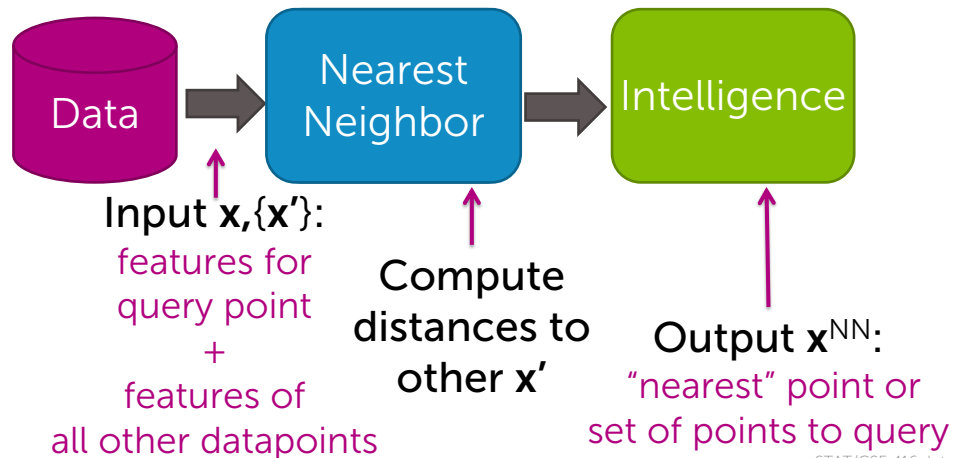 Data
Nearest
Neighbor
Intelligence
Input x,{x’}:
features for
query point
+
features of
all other datapoints
Compute
distances to
other x’
Output xᴺᴺ:
“nearest” point or
set of points to query